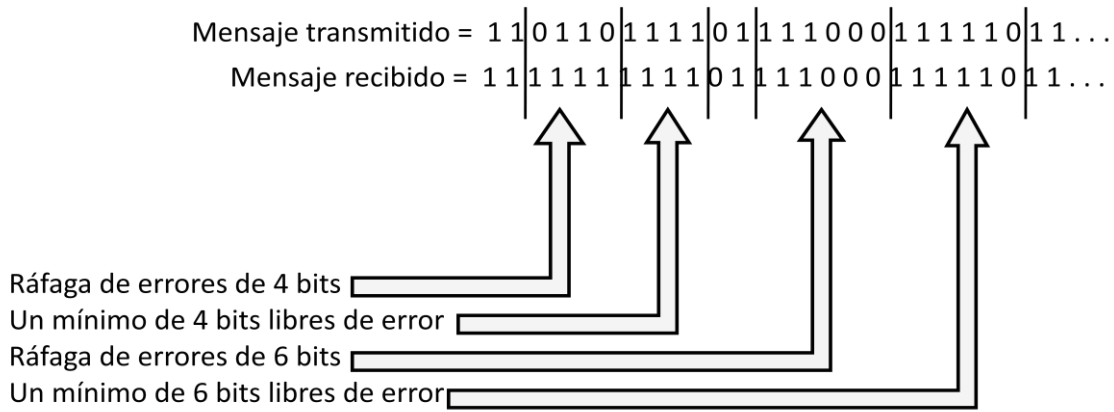 Mensaje transmitido = 1 1 0 1 1 0 1 1 1 1 0 1 1 1 1 0 0 0 1 1 1 1 1 0 1 1 . . .
Mensaje recibido = 1 1 1 1 1 1 1 1 1 1 0 1 1 1 1 0 0 0 1 1 1 1 1 0 1 1 . . .
Ráfaga de errores de 4 bits
Un mínimo de 4 bits libres de error
Ráfaga de errores de 6 bits
Un mínimo de 6 bits libres de error